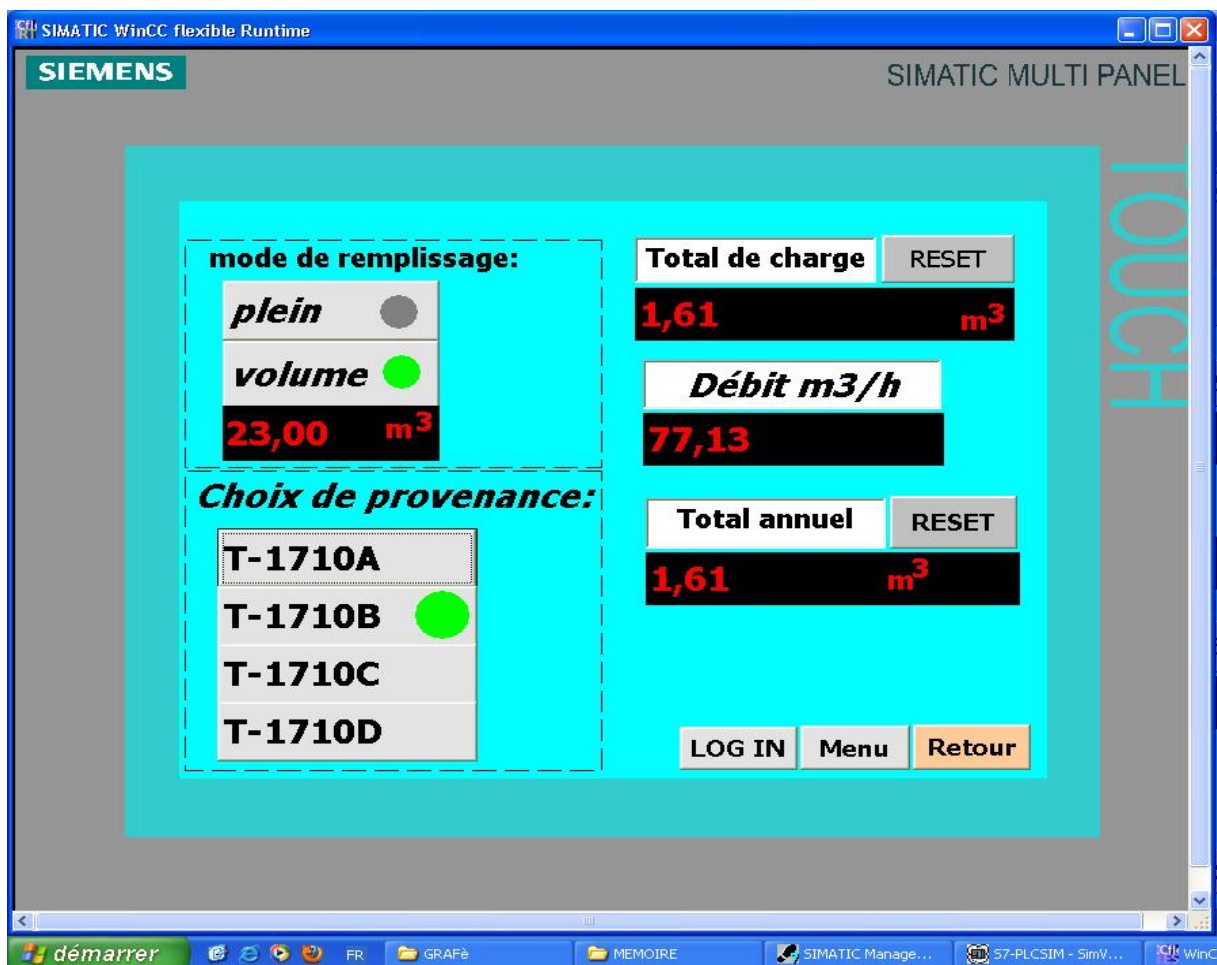 SIMATIC WinCC flexible Runtime
SIEMENS
SIMATIC MULTI PANEL
TOUCH
mode de remplissage:
plein
volume
23,00 m3
Choix de provenance:
T-1710A
T-1710B
T-1710C
T-1710D
Total de charge RESET
1,61 m3
Débit m3/h
77,13
Total annuel RESET
1,61 m3
LOG IN Menu Retour
démarrer FR GRAFè MEMOIRE SIMATIC Manage... S7-PLCSIM - SimV... WinC